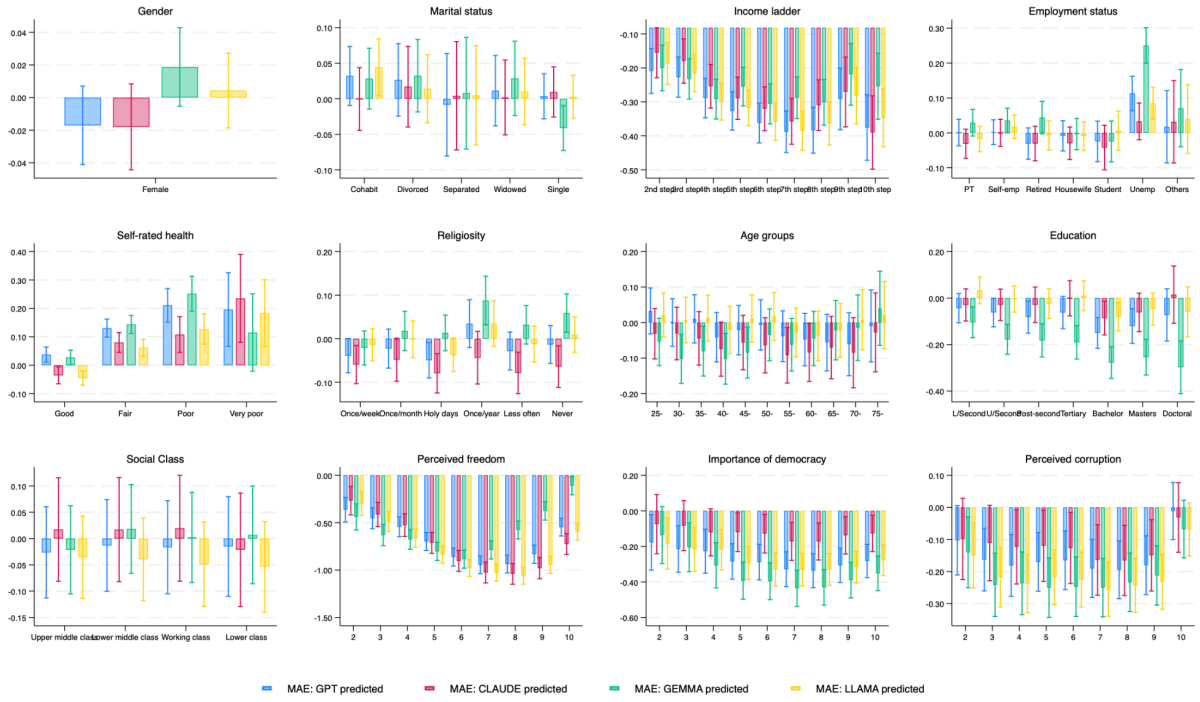 Gender
0.04
0.02
0.00
-0.02
-0.04
Female
Marital status
0.10
0.05
0.00
-0.05
-0.10
Cohabit Divorced Separated Widowed Single
Income ladder
-0.10
-0.20
-0.30
-0.40
-0.50
2nd step 3rd step 4th step 5th step 6th step 7th step 8th step 9th step 10th step
Employment status
0.30
0.20
0.10
0.00
-0.10
PT Self-emp Retired Housewife Student Unemp Others
Self-rated health
0.40
0.30
0.20
0.10
0.00
-0.10
Good Fair Poor Very poor
Religiosity
0.20
0.10
0.00
-0.10
Once/week Once/month Holy days Once/year Less often Never
Age groups
0.20
0.10
0.00
-0.10
-0.20
25- 30- 35- 40- 45- 50- 55- 60- 65- 70- 75-
Education
0.20
0.00
-0.20
-0.40
L/Second U/Second Post-second Tertiary Bachelor Masters Doctoral
Social Class
0.10
0.05
0.00
-0.05
-0.10
-0.15
Upper middle class Lower middle class Working class Lower class
Perceived freedom
0.00
-0.50
-1.00
-1.50
2 3 4 5 6 7 8 9 10
Importance of democracy
0.20
0.00
-0.20
-0.40
-0.60
2 3 4 5 6 7 8 9 10
Perceived corruption
0.10
0.00
-0.10
-0.20
-0.30
2 3 4 5 6 7 8 9 10
MAE: GPT predicted MAE: CLAUDE predicted MAE: GEMMA predicted MAE: LLAMA predicted